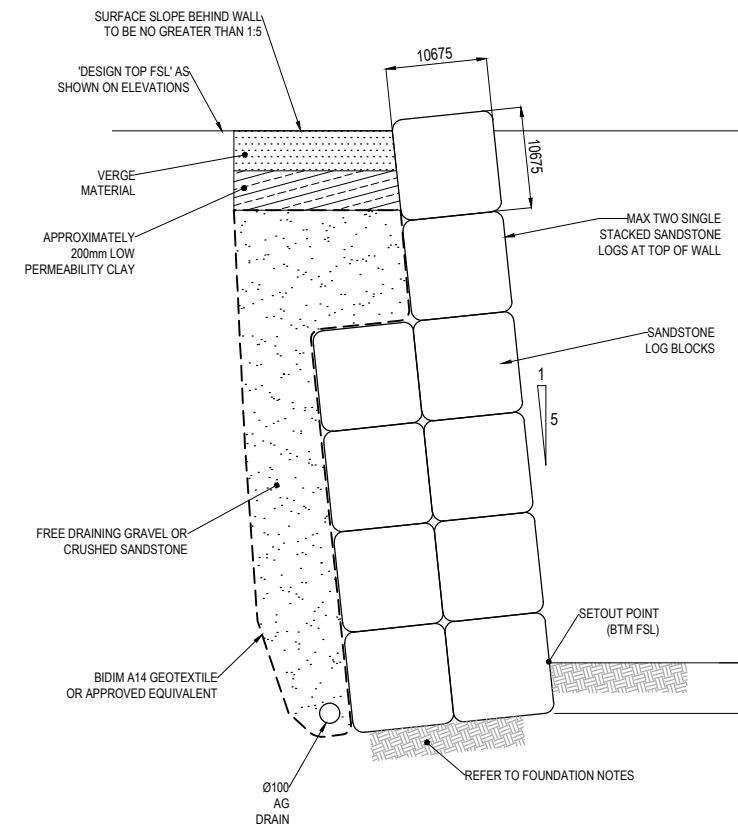 SURFACE SLOPE BEHIND WALL
TO BE NO GREATER THAN 1:5
10675
'DESIGN TOP FSL' AS
SHOWN ON ELEVATIONS
10675
VERGE
MATERIAL
MAX TWO SINGLE
STACKED SANDSTONE
LOGS AT TOP OF WALL
APPROXIMATELY
200mm LOW
PERMEABILITY CLAY
SANDSTONE
LOG BLOCKS
1
5
FREE DRAINING GRAVEL OR
CRUSHED SANDSTONE
SETOUT POINT
(BTM FSL)
BIDIM A14 GEOTEXTILE
OR APPROVED EQUIVALENT
REFER TO FOUNDATION NOTES
Ø100
AG
DRAIN